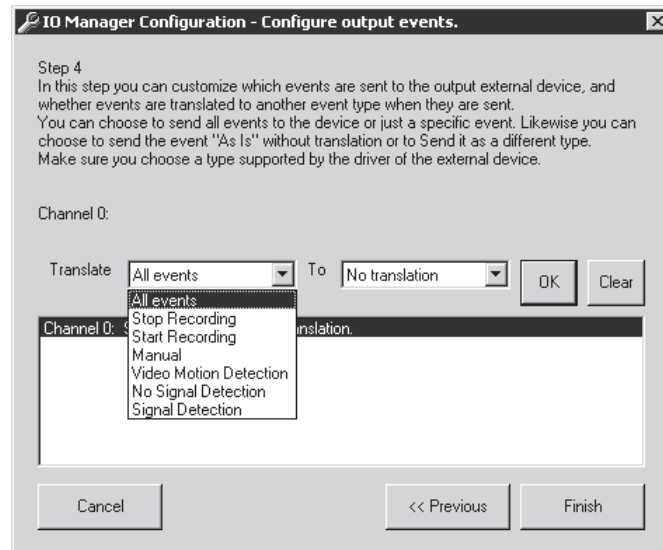 IO Manager Configuration - Configure output events.
Step 4
In this step you can customize which events are sent to the output external device, and
whether events are translated to another event type when they are sent.
You can choose to send all events to the device or just a specific event. Likewise you can
choose to send the event "As Is" without translation or to Send it as a different type.
Make sure you choose a type supported by the driver of the external device.
Channel 0:
Translate All events To No translation OK Clear
All events
Stop Recording
Start Recording
Manual
Video Motion Detection
No Signal Detection
Signal Detection
Channel 0: nslation.
Cancel << Previous Finish